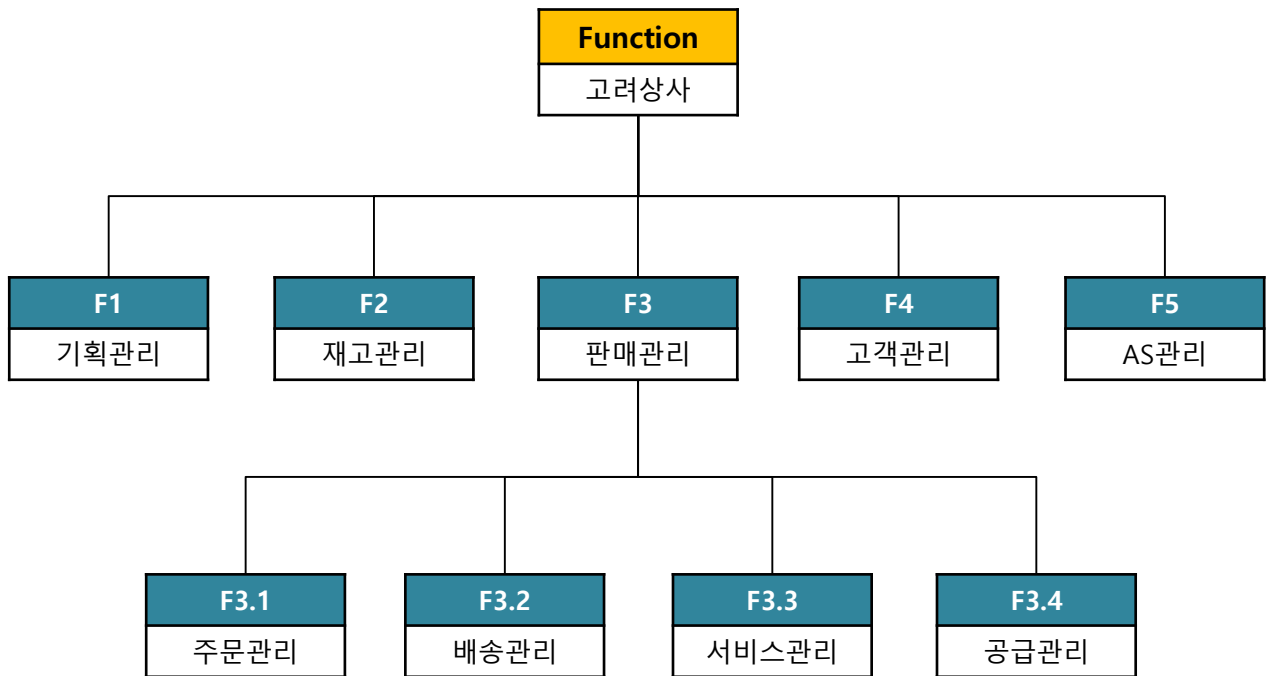 Function
고려상사
F1
기획관리
F2
재고관리
F3
판매관리
F4
고객관리
F5
AS관리
F3.1
주문관리
F3.2
배송관리
F3.3
서비스관리
F3.4
공급관리